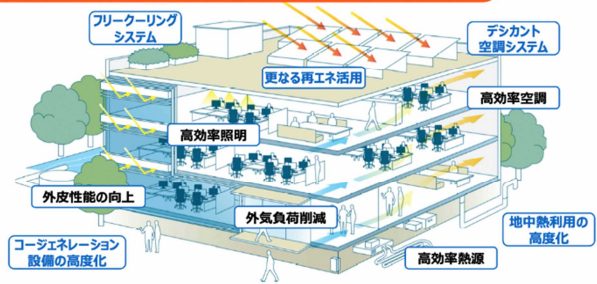 フリークーリング
システム
デシカント
空調システム
更なる再エネ活用
高効率空調
高効率照明
外皮性能の向上
外気負荷削減
地中熱利用の
高度化
コージェネレーション
設備の高度化
高効率熱源